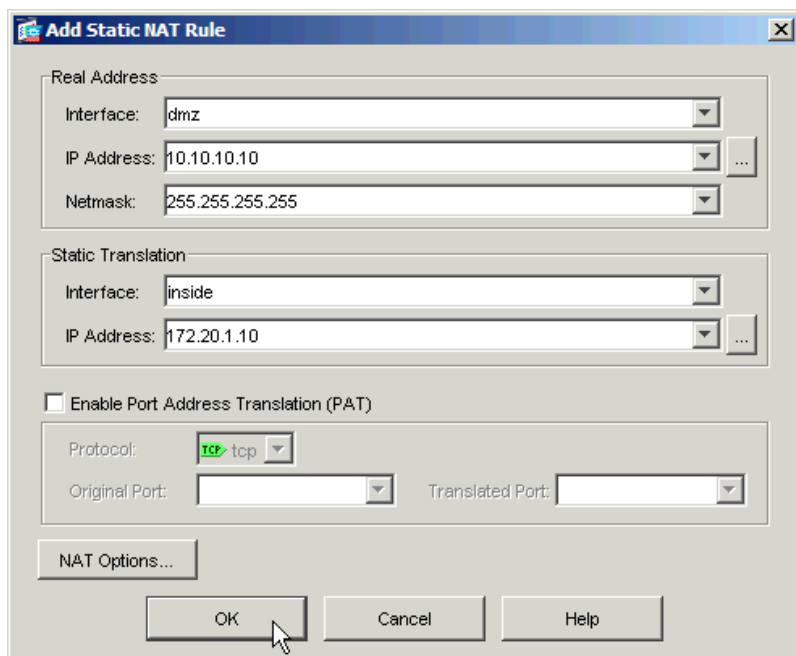 Add Static NAT Rule
Real Address
Interface: dmz
IP Address: 10.10.10.10 ...
Netmask: 255.255.255.255
Static Translation
Interface: inside
IP Address: 172.20.1.10 ...
Enable Port Address Translation (PAT)
Protocol: TCP tcp
Original Port: Translated Port:
NAT Options...
OK Cancel Help